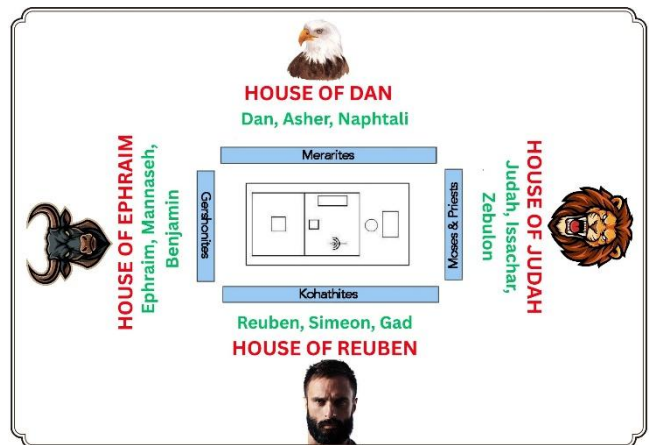 HOUSE OF DAN
Dan, Asher, Naphtali
Merarites
HOUSE OF EPHRAIM
Ephraim, Mannaseh,
Benjamin
Gershonites
Moses & Priests
HOUSE OF JUDAH
Judah, Issachar,
Zebulon
Kohathites
Reuben, Simeon, Gad
HOUSE OF REUBEN